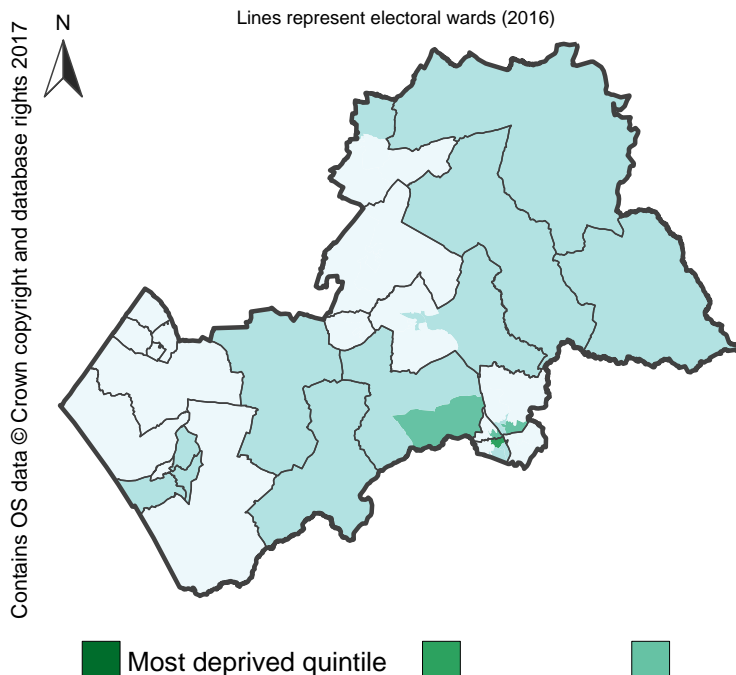 Lines represent electoral wards (2016)
N
Contains OS data © Crown copyright and database rights 2017
Most deprived quintile